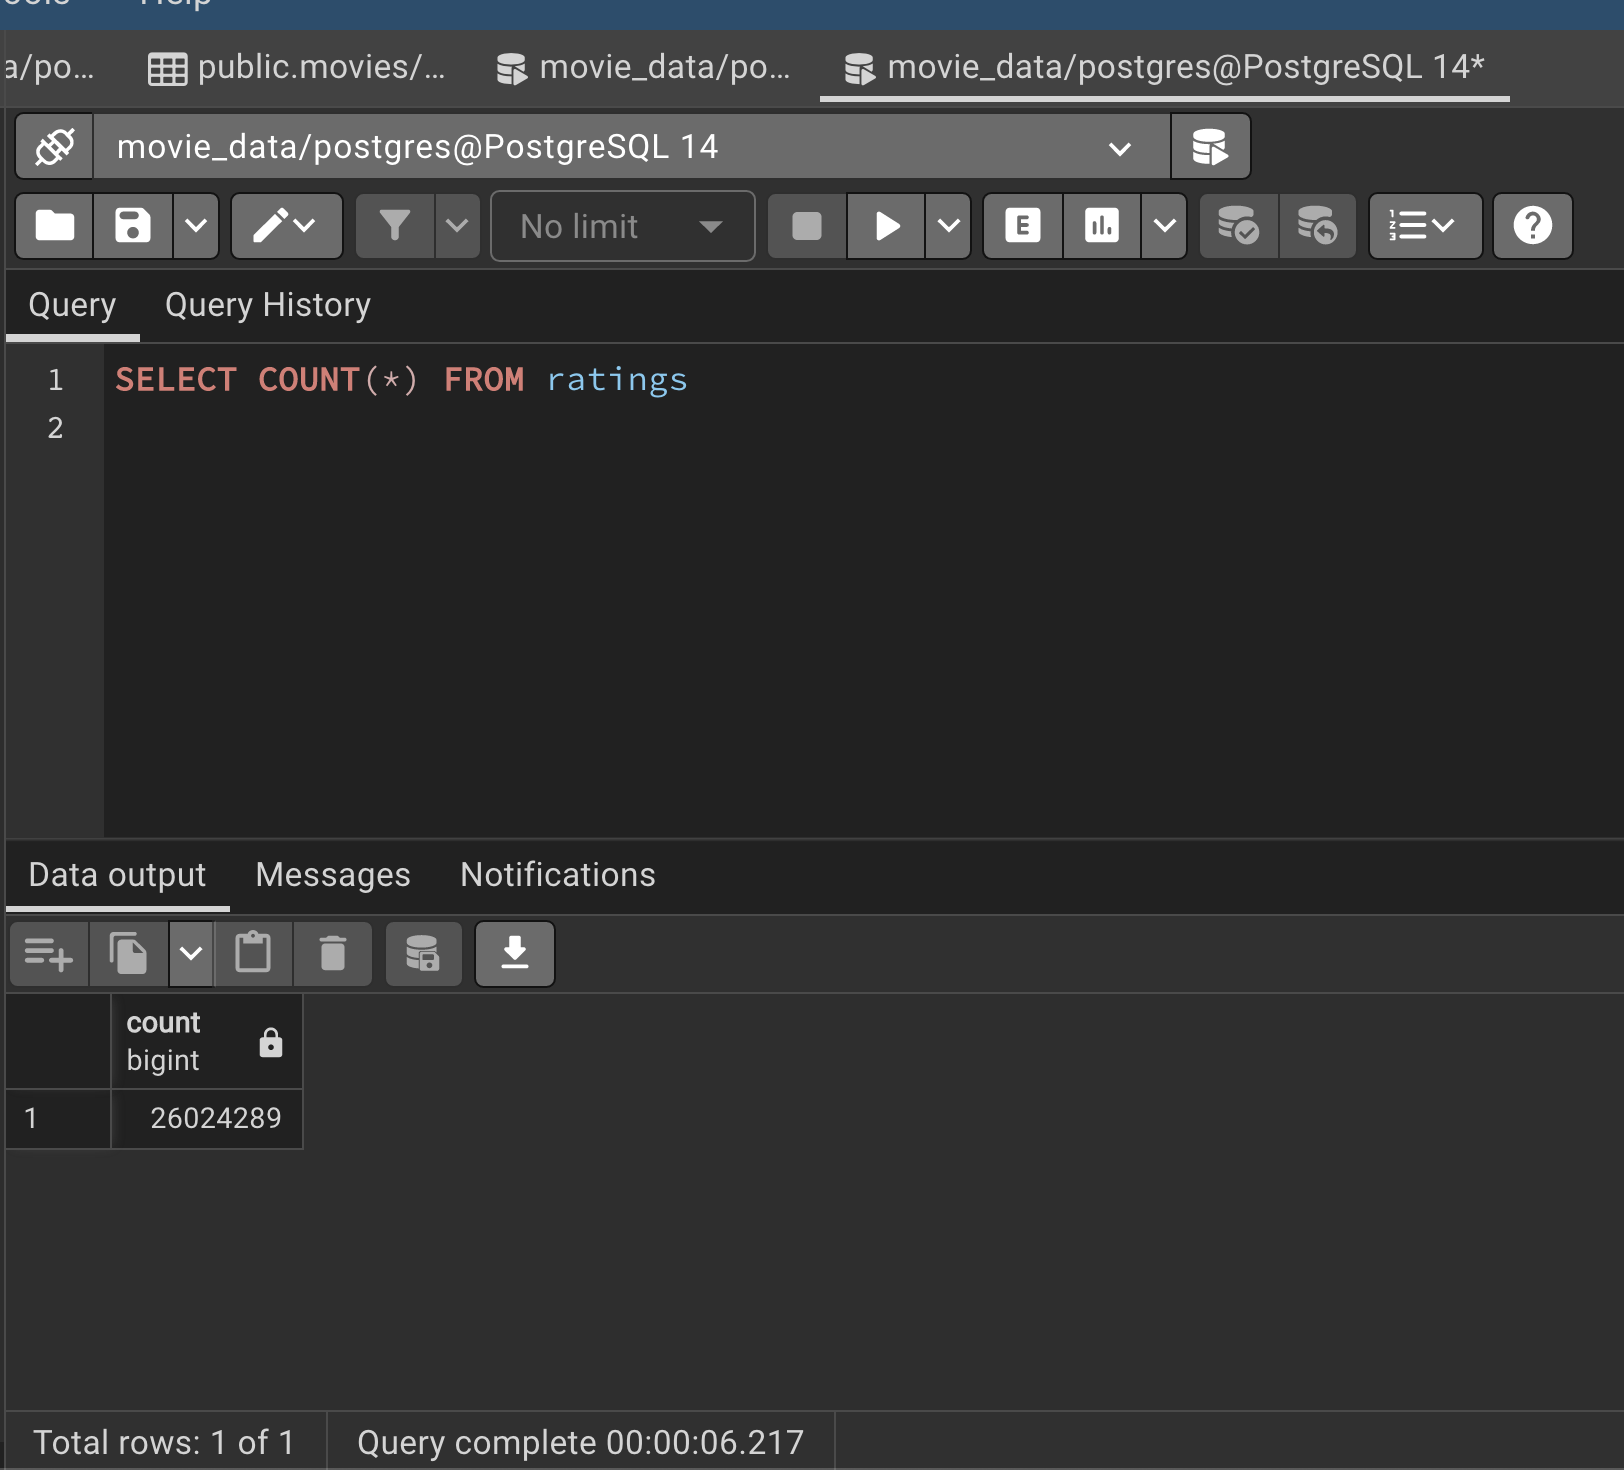 Help
a/po...
public.movies/...
movie_data/po...
movie_data/postgres@PostgreSQL 14*
movie_data/postgres@PostgreSQL 14
No limit
E
Query
Query History
1 SELECT COUNT(*) FROM ratings
2
Data output
Messages
Notifications
count
bigint
1 26024289
Total rows: 1 of 1
Query complete 00:00:06.217